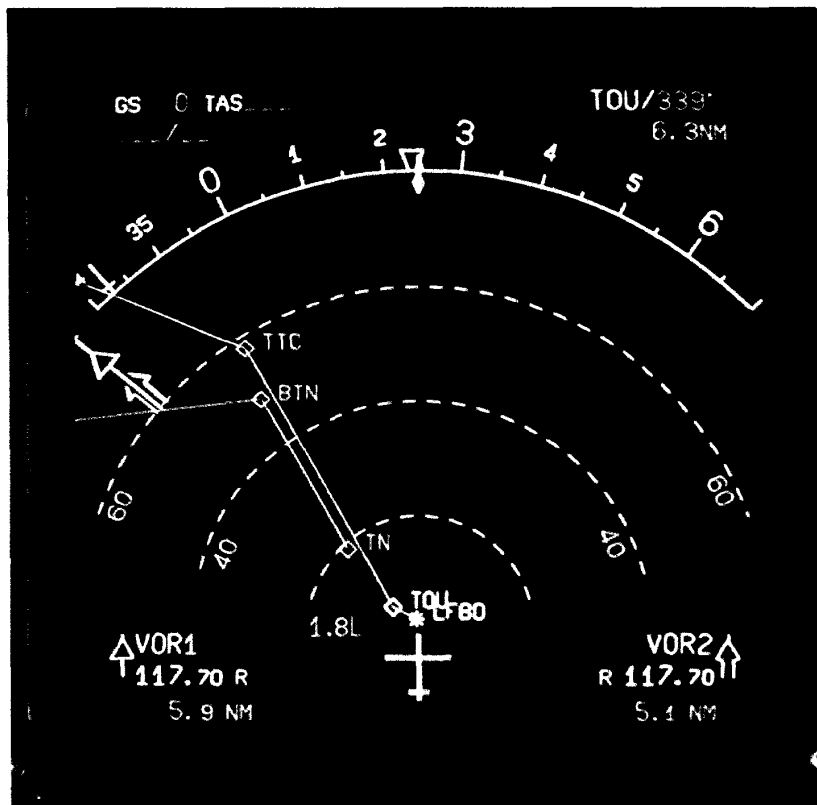 GS 0 TAS---
---/--
TOU/339°
6.3NM
35 0 1 2 3 4 5 6
TTC
BTN
60 60
40 40
TN
TOU
LFBO
1.8L
VOR1
117.70 R
5.9 NM
VOR2
R 117.70
5.1 NM